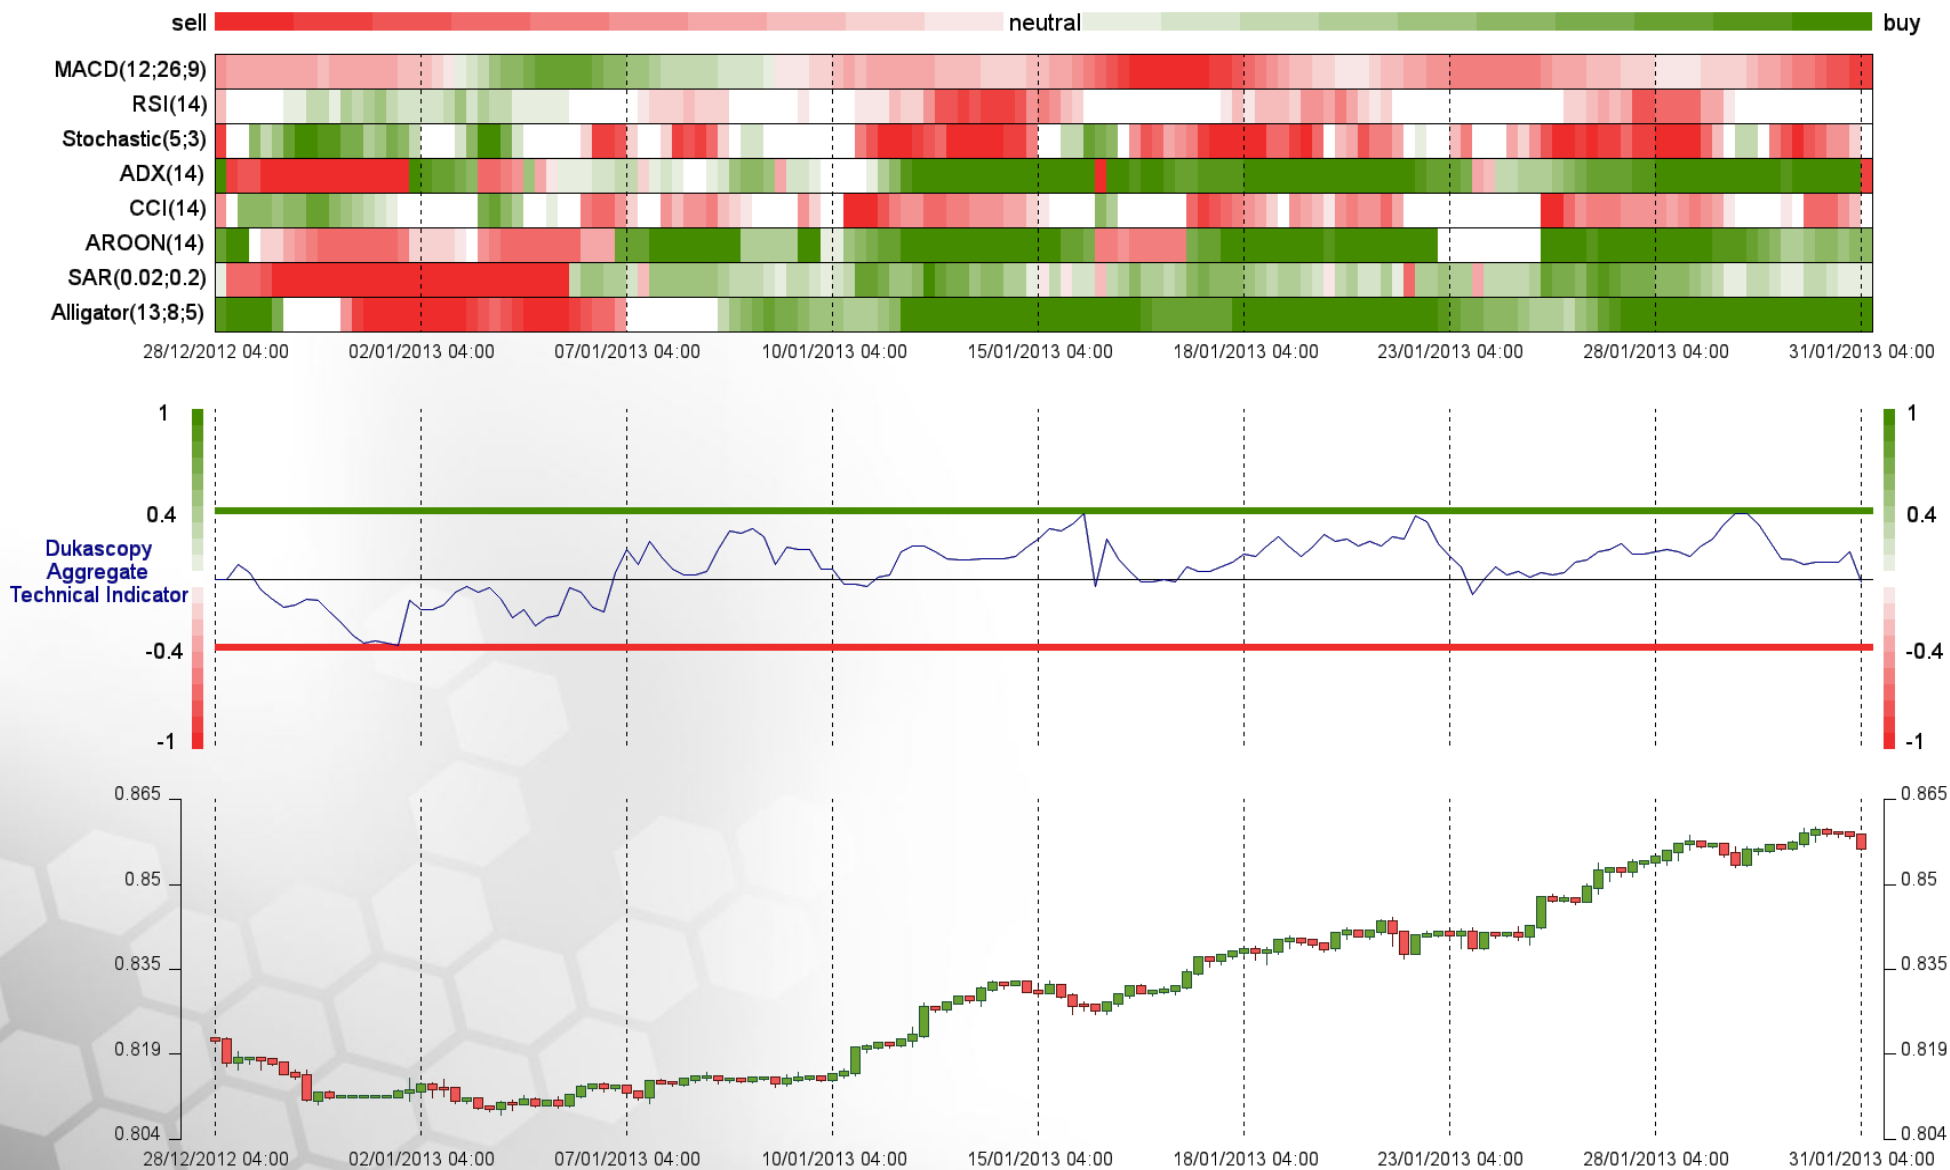 sell neutral buy
MACD(12;26;9)
RSI(14)
Stochastic(5;3)
ADX(14)
CCI(14)
AROON(14)
SAR(0.02;0.2)
Alligator(13;8;5)
28/12/2012 04:00 02/01/2013 04:00 07/01/2013 04:00 10/01/2013 04:00 15/01/2013 04:00 18/01/2013 04:00 23/01/2013 04:00 28/01/2013 04:00 31/01/2013 04:00
1 1
0.4 0.4
Dukascopy
Aggregate
Technical Indicator
-0.4 -0.4
-1 -1
0.865 0.865
0.85 0.85
0.835 0.835
0.819 0.819
0.804 0.804
28/12/2012 04:00 02/01/2013 04:00 07/01/2013 04:00 10/01/2013 04:00 15/01/2013 04:00 18/01/2013 04:00 23/01/2013 04:00 28/01/2013 04:00 31/01/2013 04:00